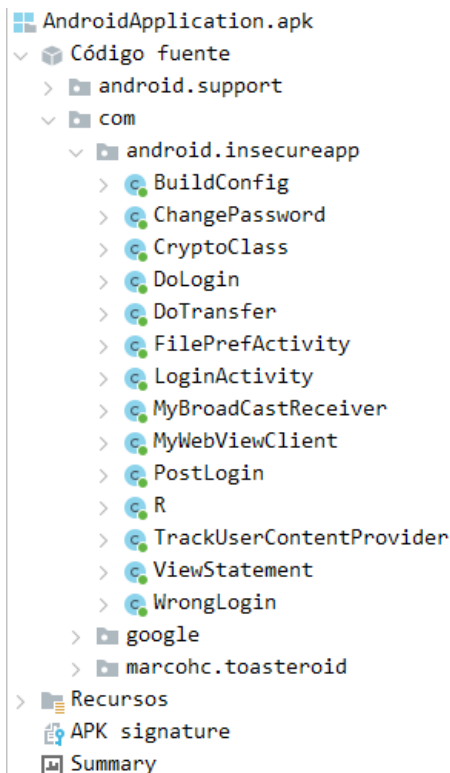 AndroidApplication.apk
Código fuente
android.support
com
android.insecureapp
BuildConfig
ChangePassword
CryptoClass
DoLogin
DoTransfer
FilePrefActivity
LoginActivity
MyBroadCastReceiver
MyWebViewClient
PostLogin
R
TrackUserContentProvider
ViewStatement
WrongLogin
google
marcohc.toasteroid
Recursos
APK signature
Summary